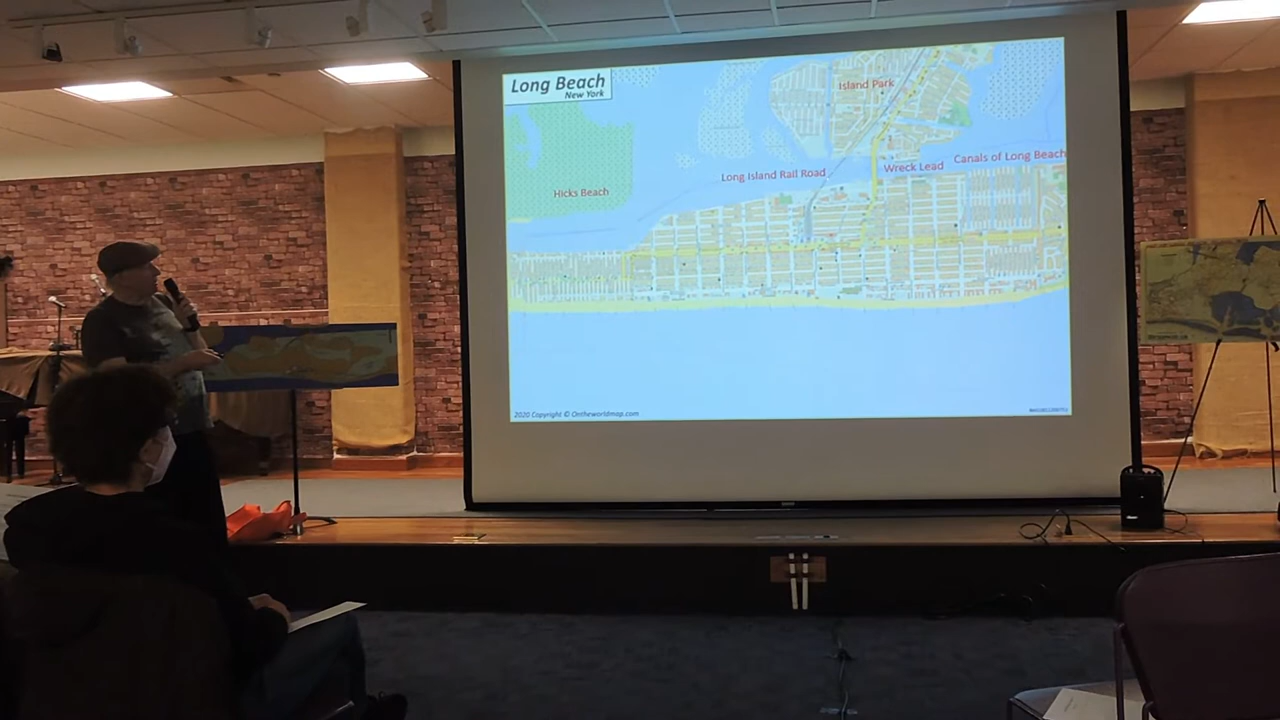 Long Beach
New York
Island Park
Long Island Rail Road
Wreck Lead
Canals of Long Beach
Hicks Beach
2020 Copyright © Ontheworldmap.com